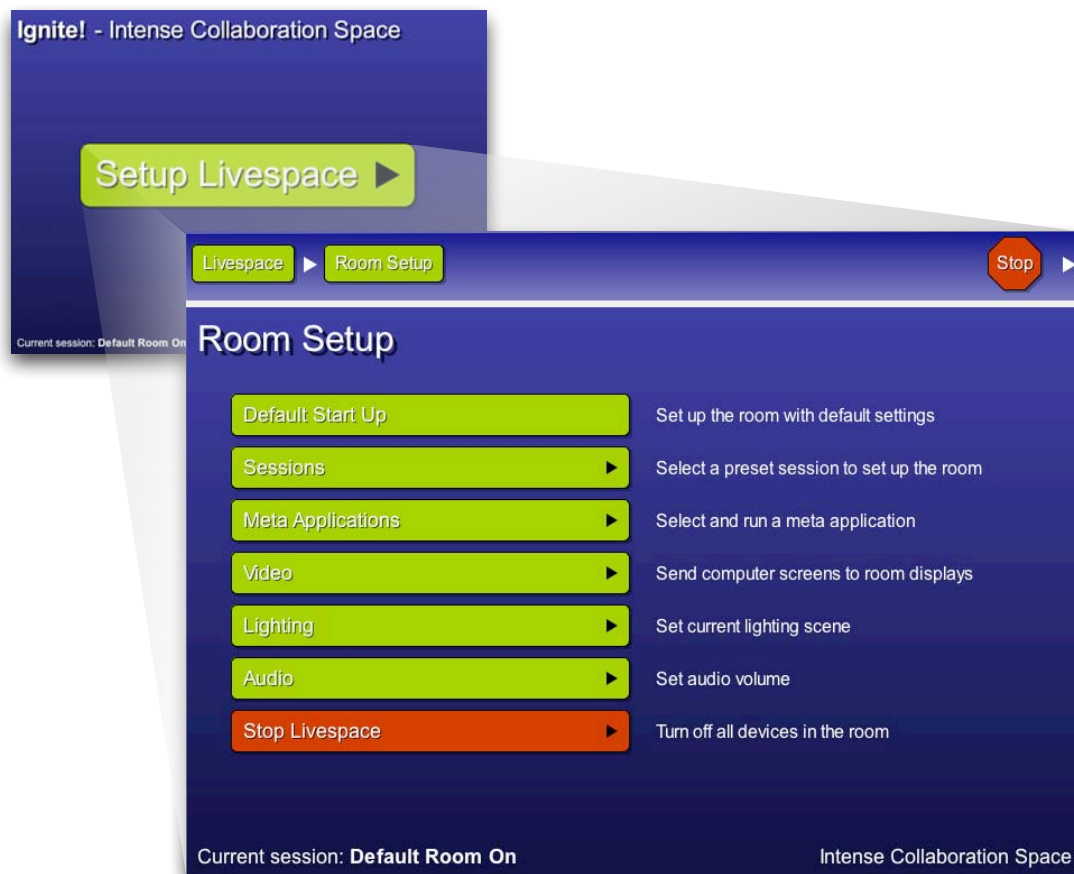 Ignite! - Intense Collaboration Space
Setup Livespace
Current session: Default Room On
Livespace Room Setup Stop
Room Setup
Default Start Up Set up the room with default settings
Sessions Select a preset session to set up the room
Meta Applications Select and run a meta application
Video Send computer screens to room displays
Lighting Set current lighting scene
Audio Set audio volume
Stop Livespace Turn off all devices in the room
Current session: Default Room On Intense Collaboration Space